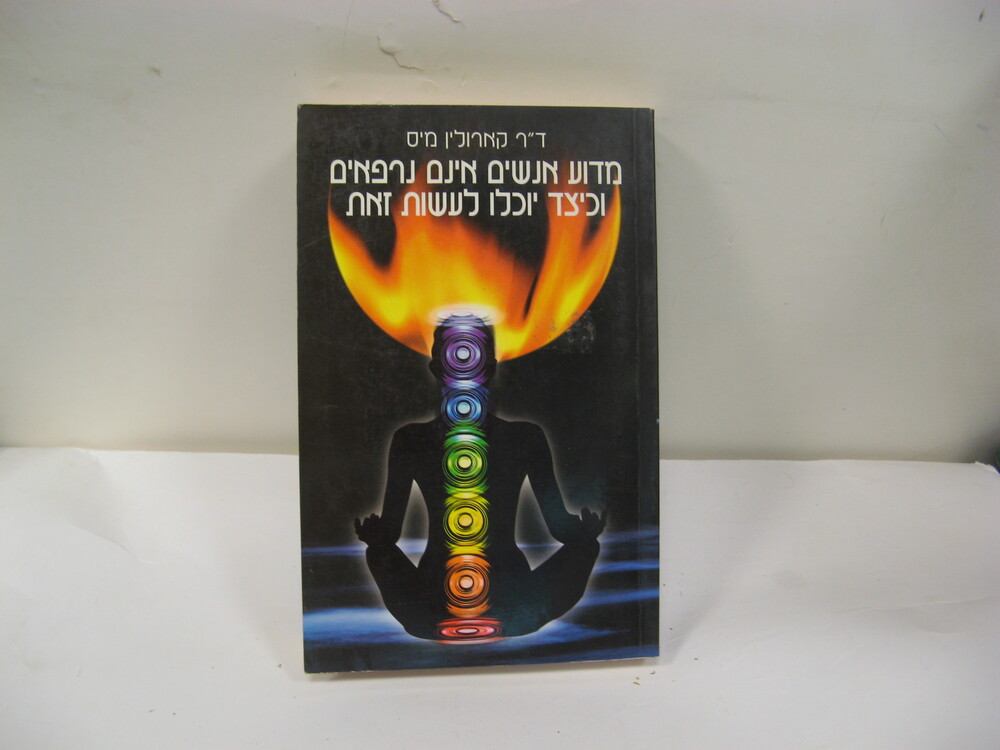 ד״ר קארולין מיס
מדוע אנשים אינם נרפאים
וכיצד יוכלו לעשות זאת